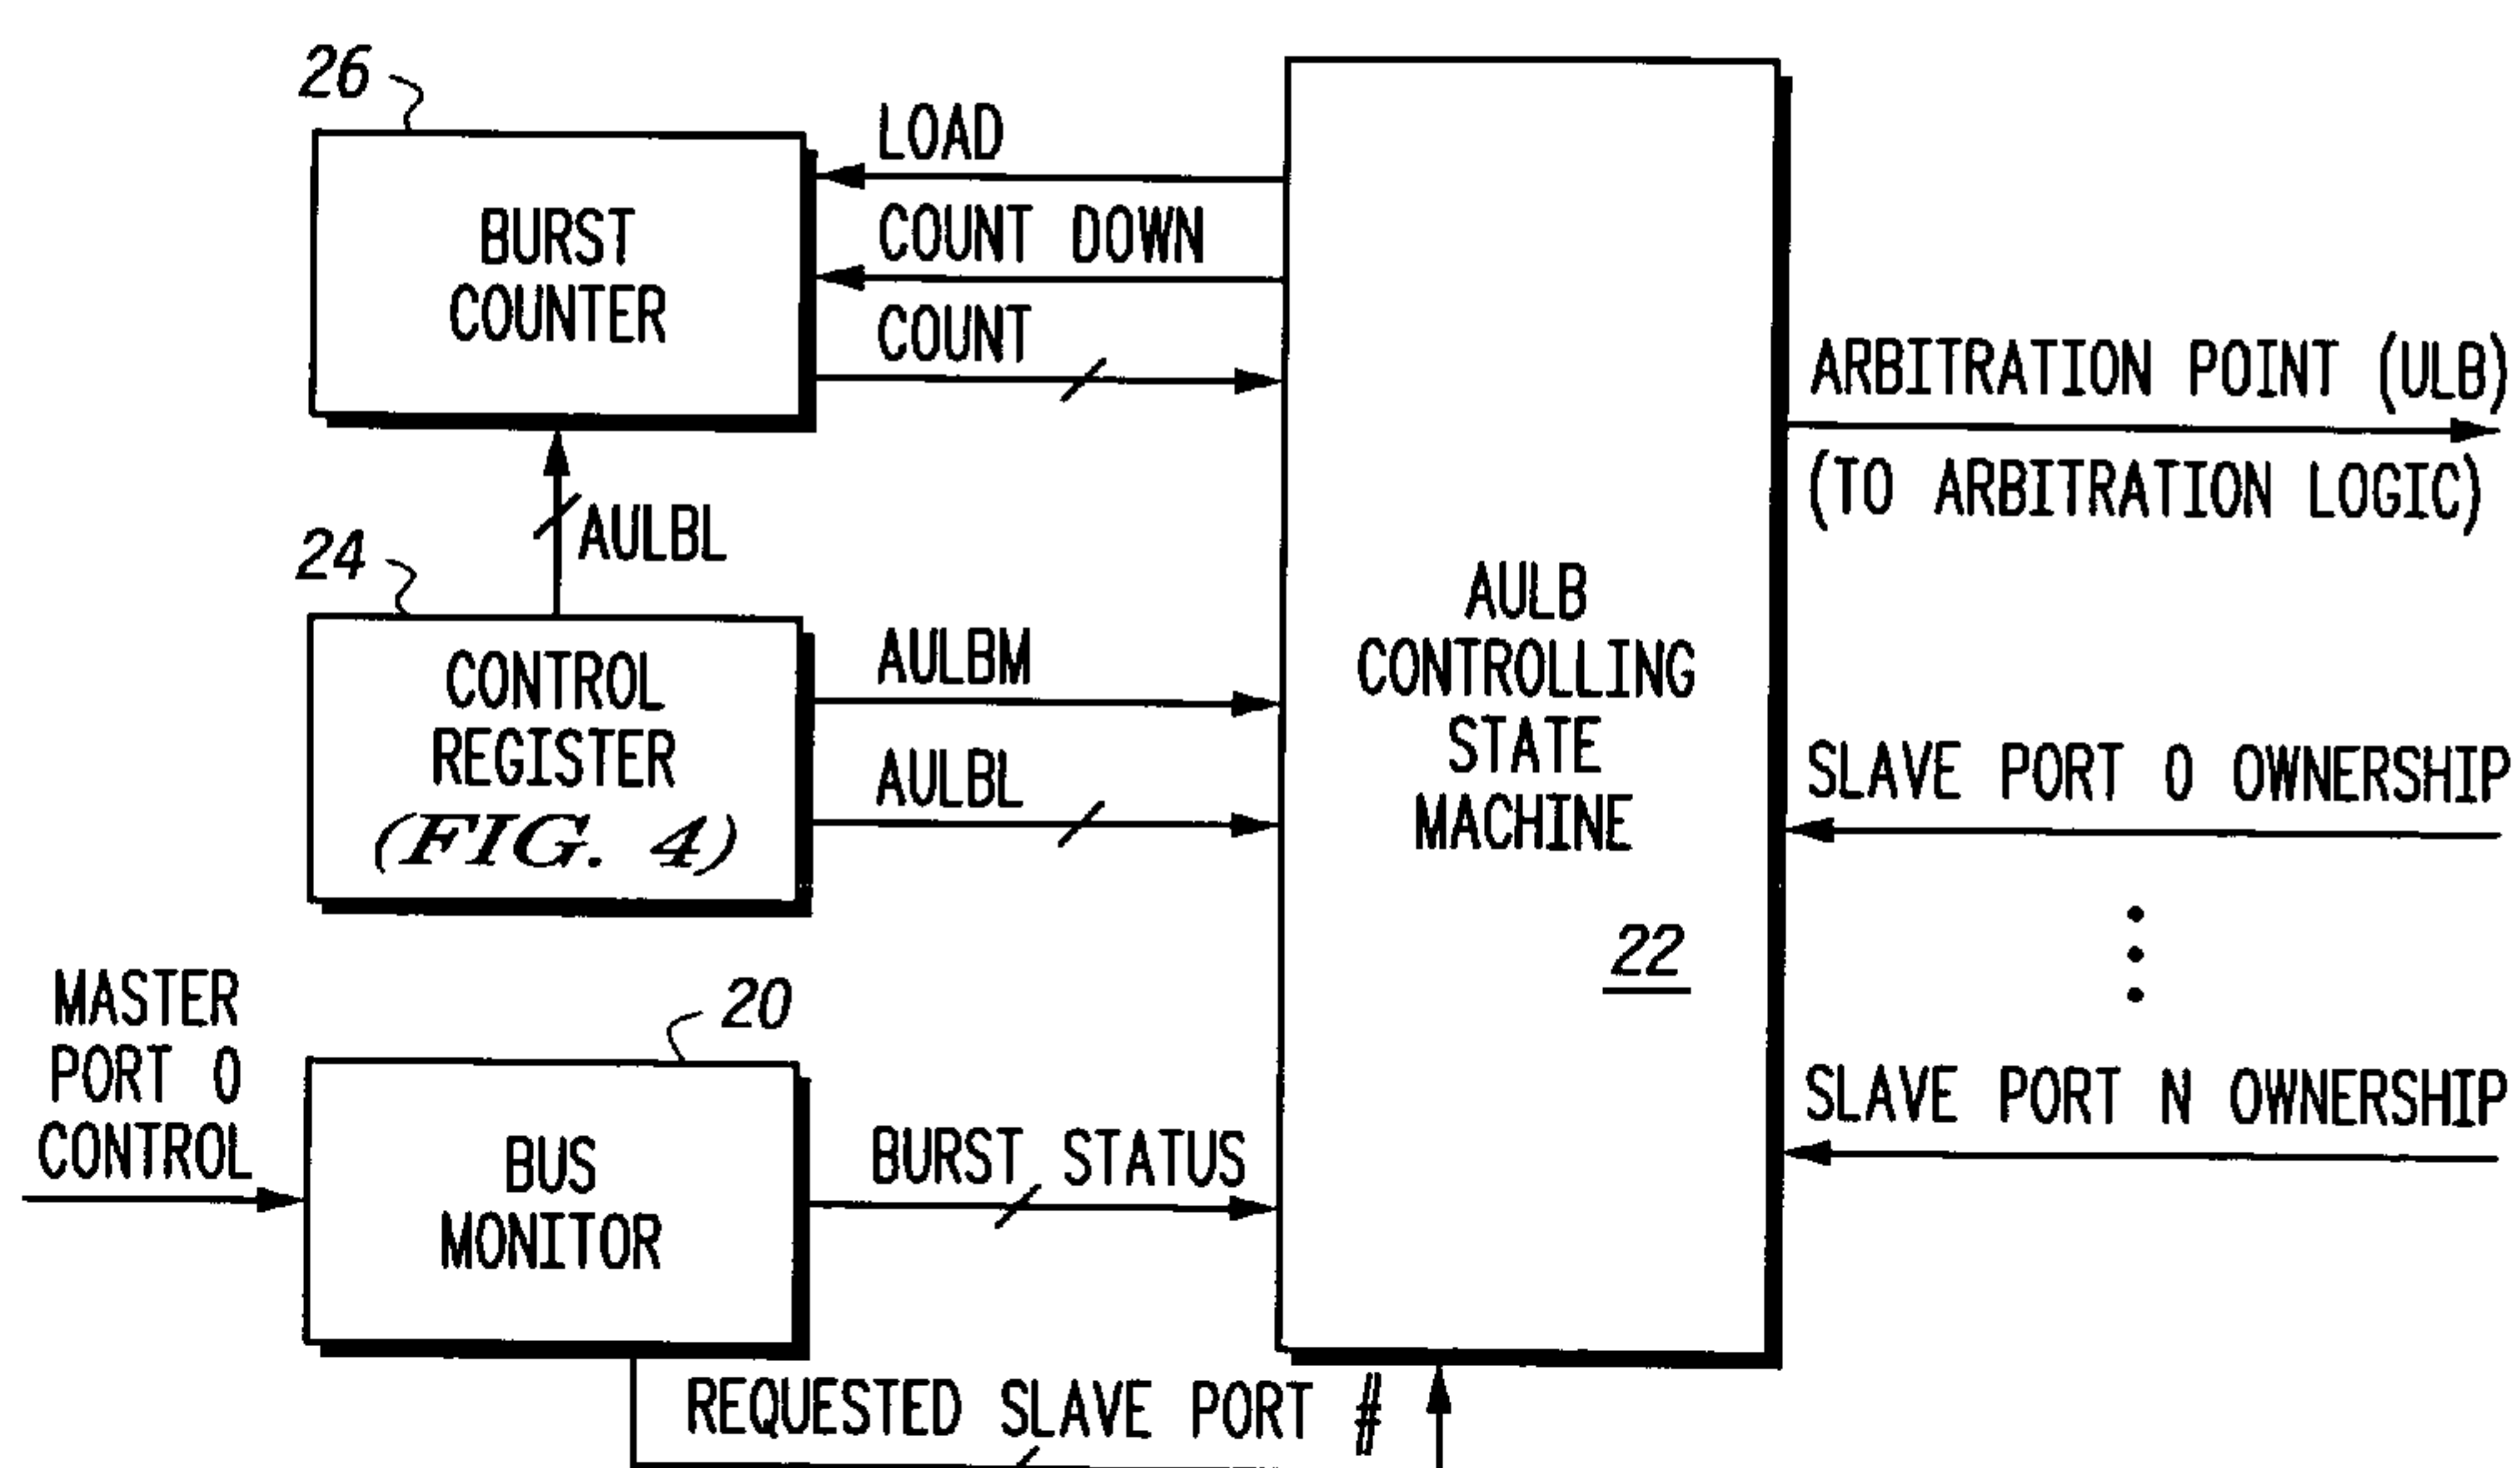 26
BURST
COUNTER
LOAD
COUNT DOWN
COUNT
AULBL
24
CONTROL
REGISTER
(FIG. 4)
AULBM
AULBL
MASTER
PORT 0
CONTROL
20
BUS
MONITOR
BURST STATUS
REQUESTED SLAVE PORT #
AULB
CONTROLLING
STATE
MACHINE
22
ARBITRATION POINT (ULB)
(TO ARBITRATION LOGIC)
SLAVE PORT 0 OWNERSHIP
SLAVE PORT N OWNERSHIP